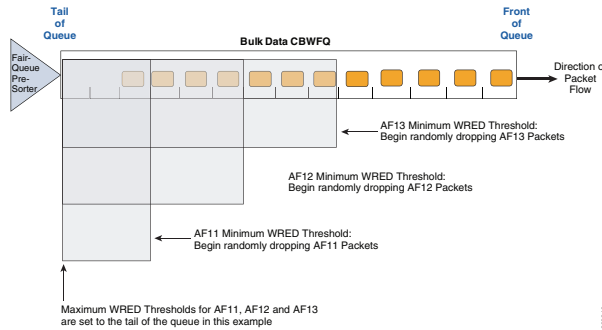 Tail
of
Queue
Front
of
Queue
Bulk Data CBWFQ
Fair-
Queue
Pre-
Sorter
Direction o
Packet
Flow
AF13 Minimum WRED Threshold:
Begin randomly dropping AF13 Packets
AF12 Minimum WRED Threshold:
Begin randomly dropping AF12 Packets
AF11 Minimum WRED Threshold:
Begin randomly dropping AF11 Packets
Maximum WRED Thresholds for AF11, AF12 and AF13
are set to the tail of the queue in this example